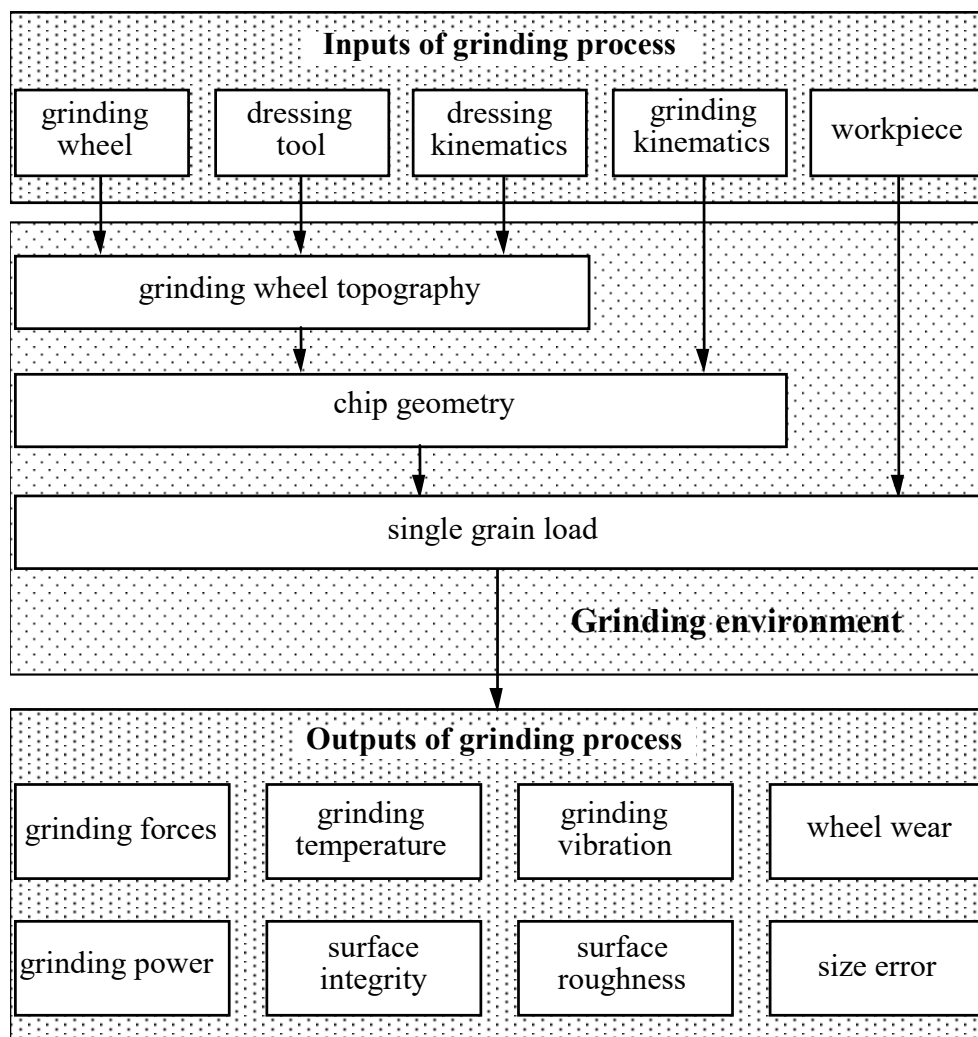 Inputs of grinding process
grinding
wheel
dressing
tool
dressing
kinematics
grinding
kinematics
workpiece
grinding wheel topography
chip geometry
single grain load
Grinding environment
Outputs of grinding process
grinding forces
grinding
temperature
grinding
vibration
wheel wear
grinding power
surface
integrity
surface
roughness
size error